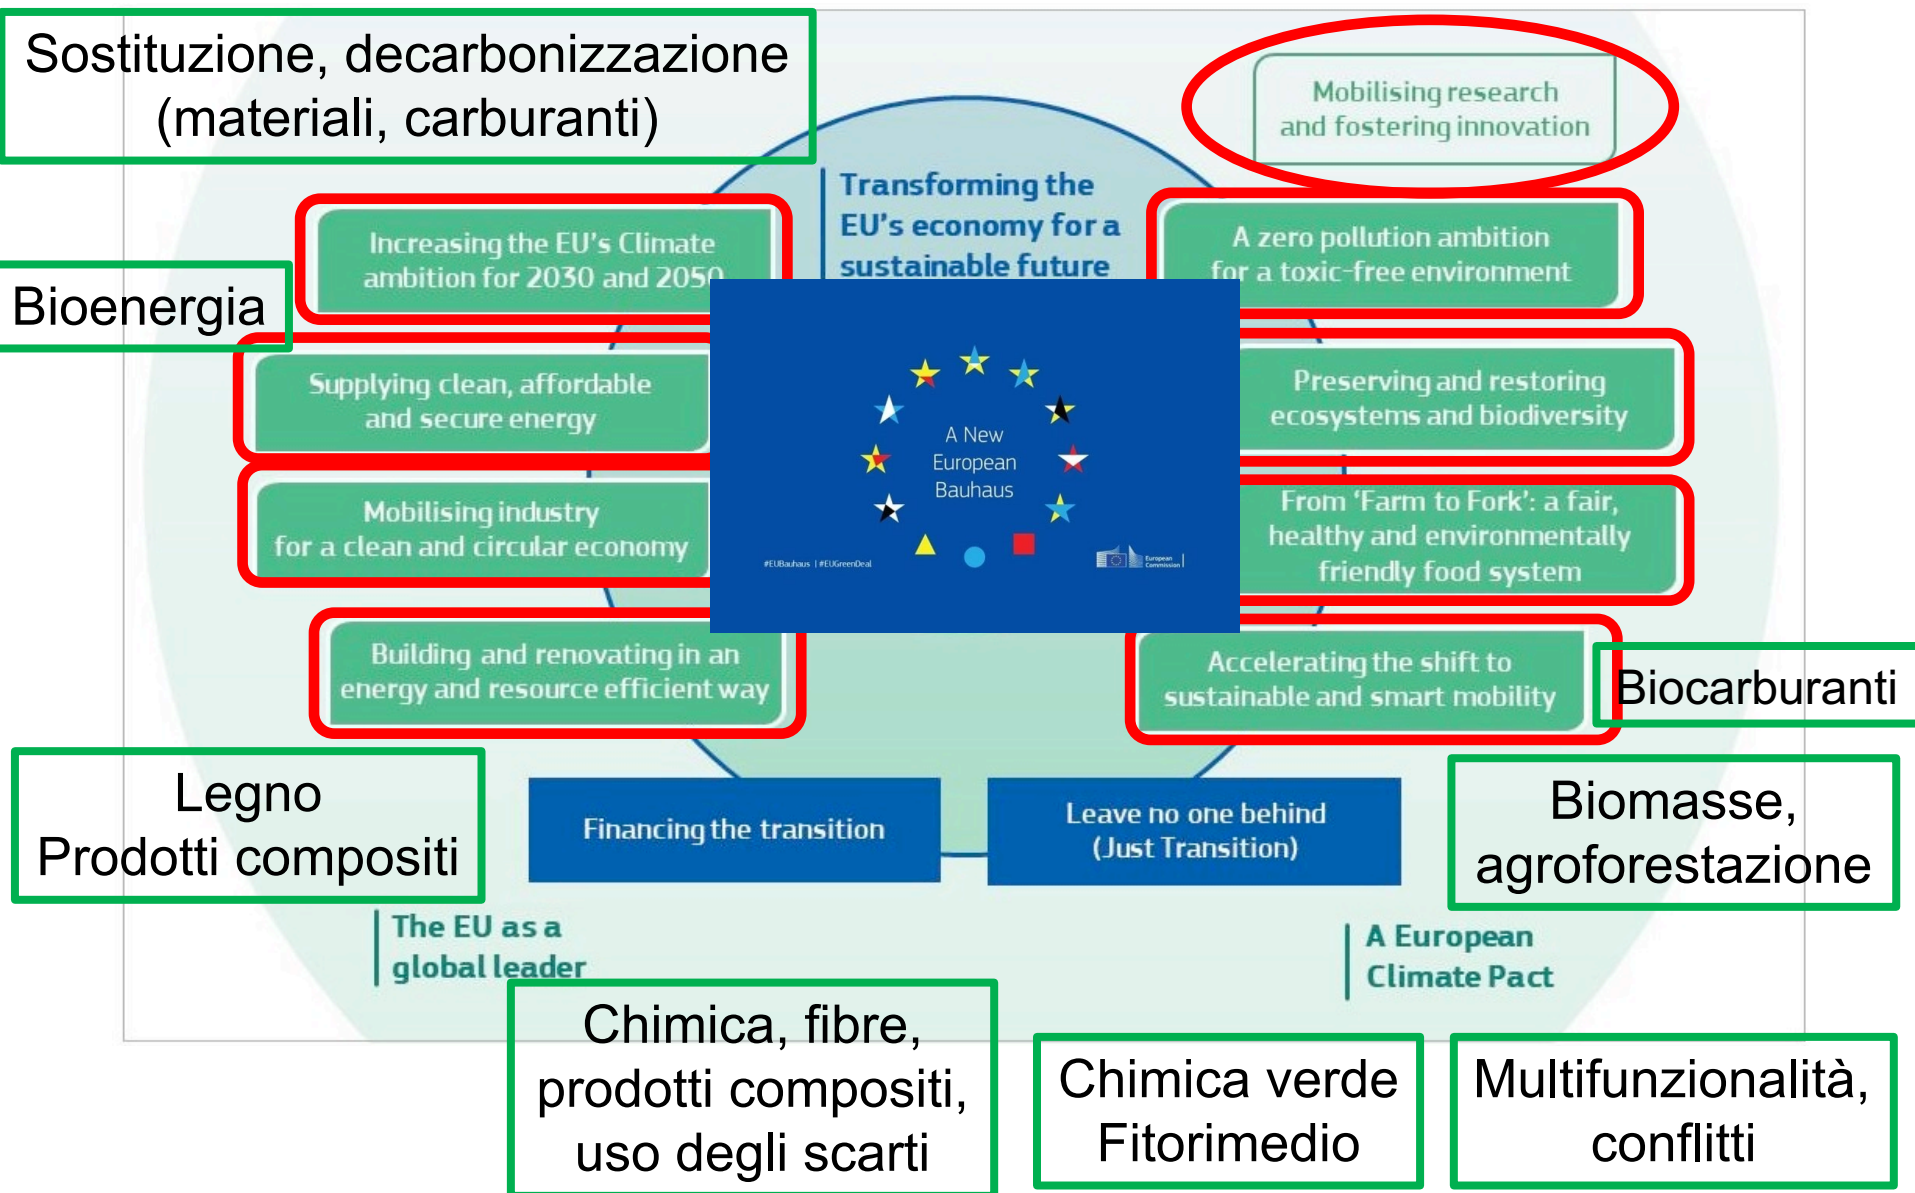 Sostituzione, decarbonizzazione
(materiali, carburanti)
Mobilising research
and fostering innovation
Transforming the
EU's economy for a
sustainable future
Increasing the EU's Climate
ambition for 2030 and 2050
A zero pollution ambition
for a toxic-free environment
Bioenergia
Supplying clean, affordable
and secure energy
Preserving and restoring
ecosystems and biodiversity
A New
European
Bauhaus
#EUBauhaus | #EUGreenDeal
European
Commission
Mobilising industry
for a clean and circular economy
From 'Farm to Fork': a fair,
healthy and environmentally
friendly food system
Building and renovating in an
energy and resource efficient way
Accelerating the shift to
sustainable and smart mobility
Biocarburanti
Legno
Prodotti compositi
Financing the transition
Leave no one behind
(Just Transition)
Biomasse,
agroforestazione
The EU as a
global leader
A European
Climate Pact
Chimica, fibre,
prodotti compositi,
uso degli scarti
Chimica verde
Fitorimedio
Multifunzionalità,
conflitti